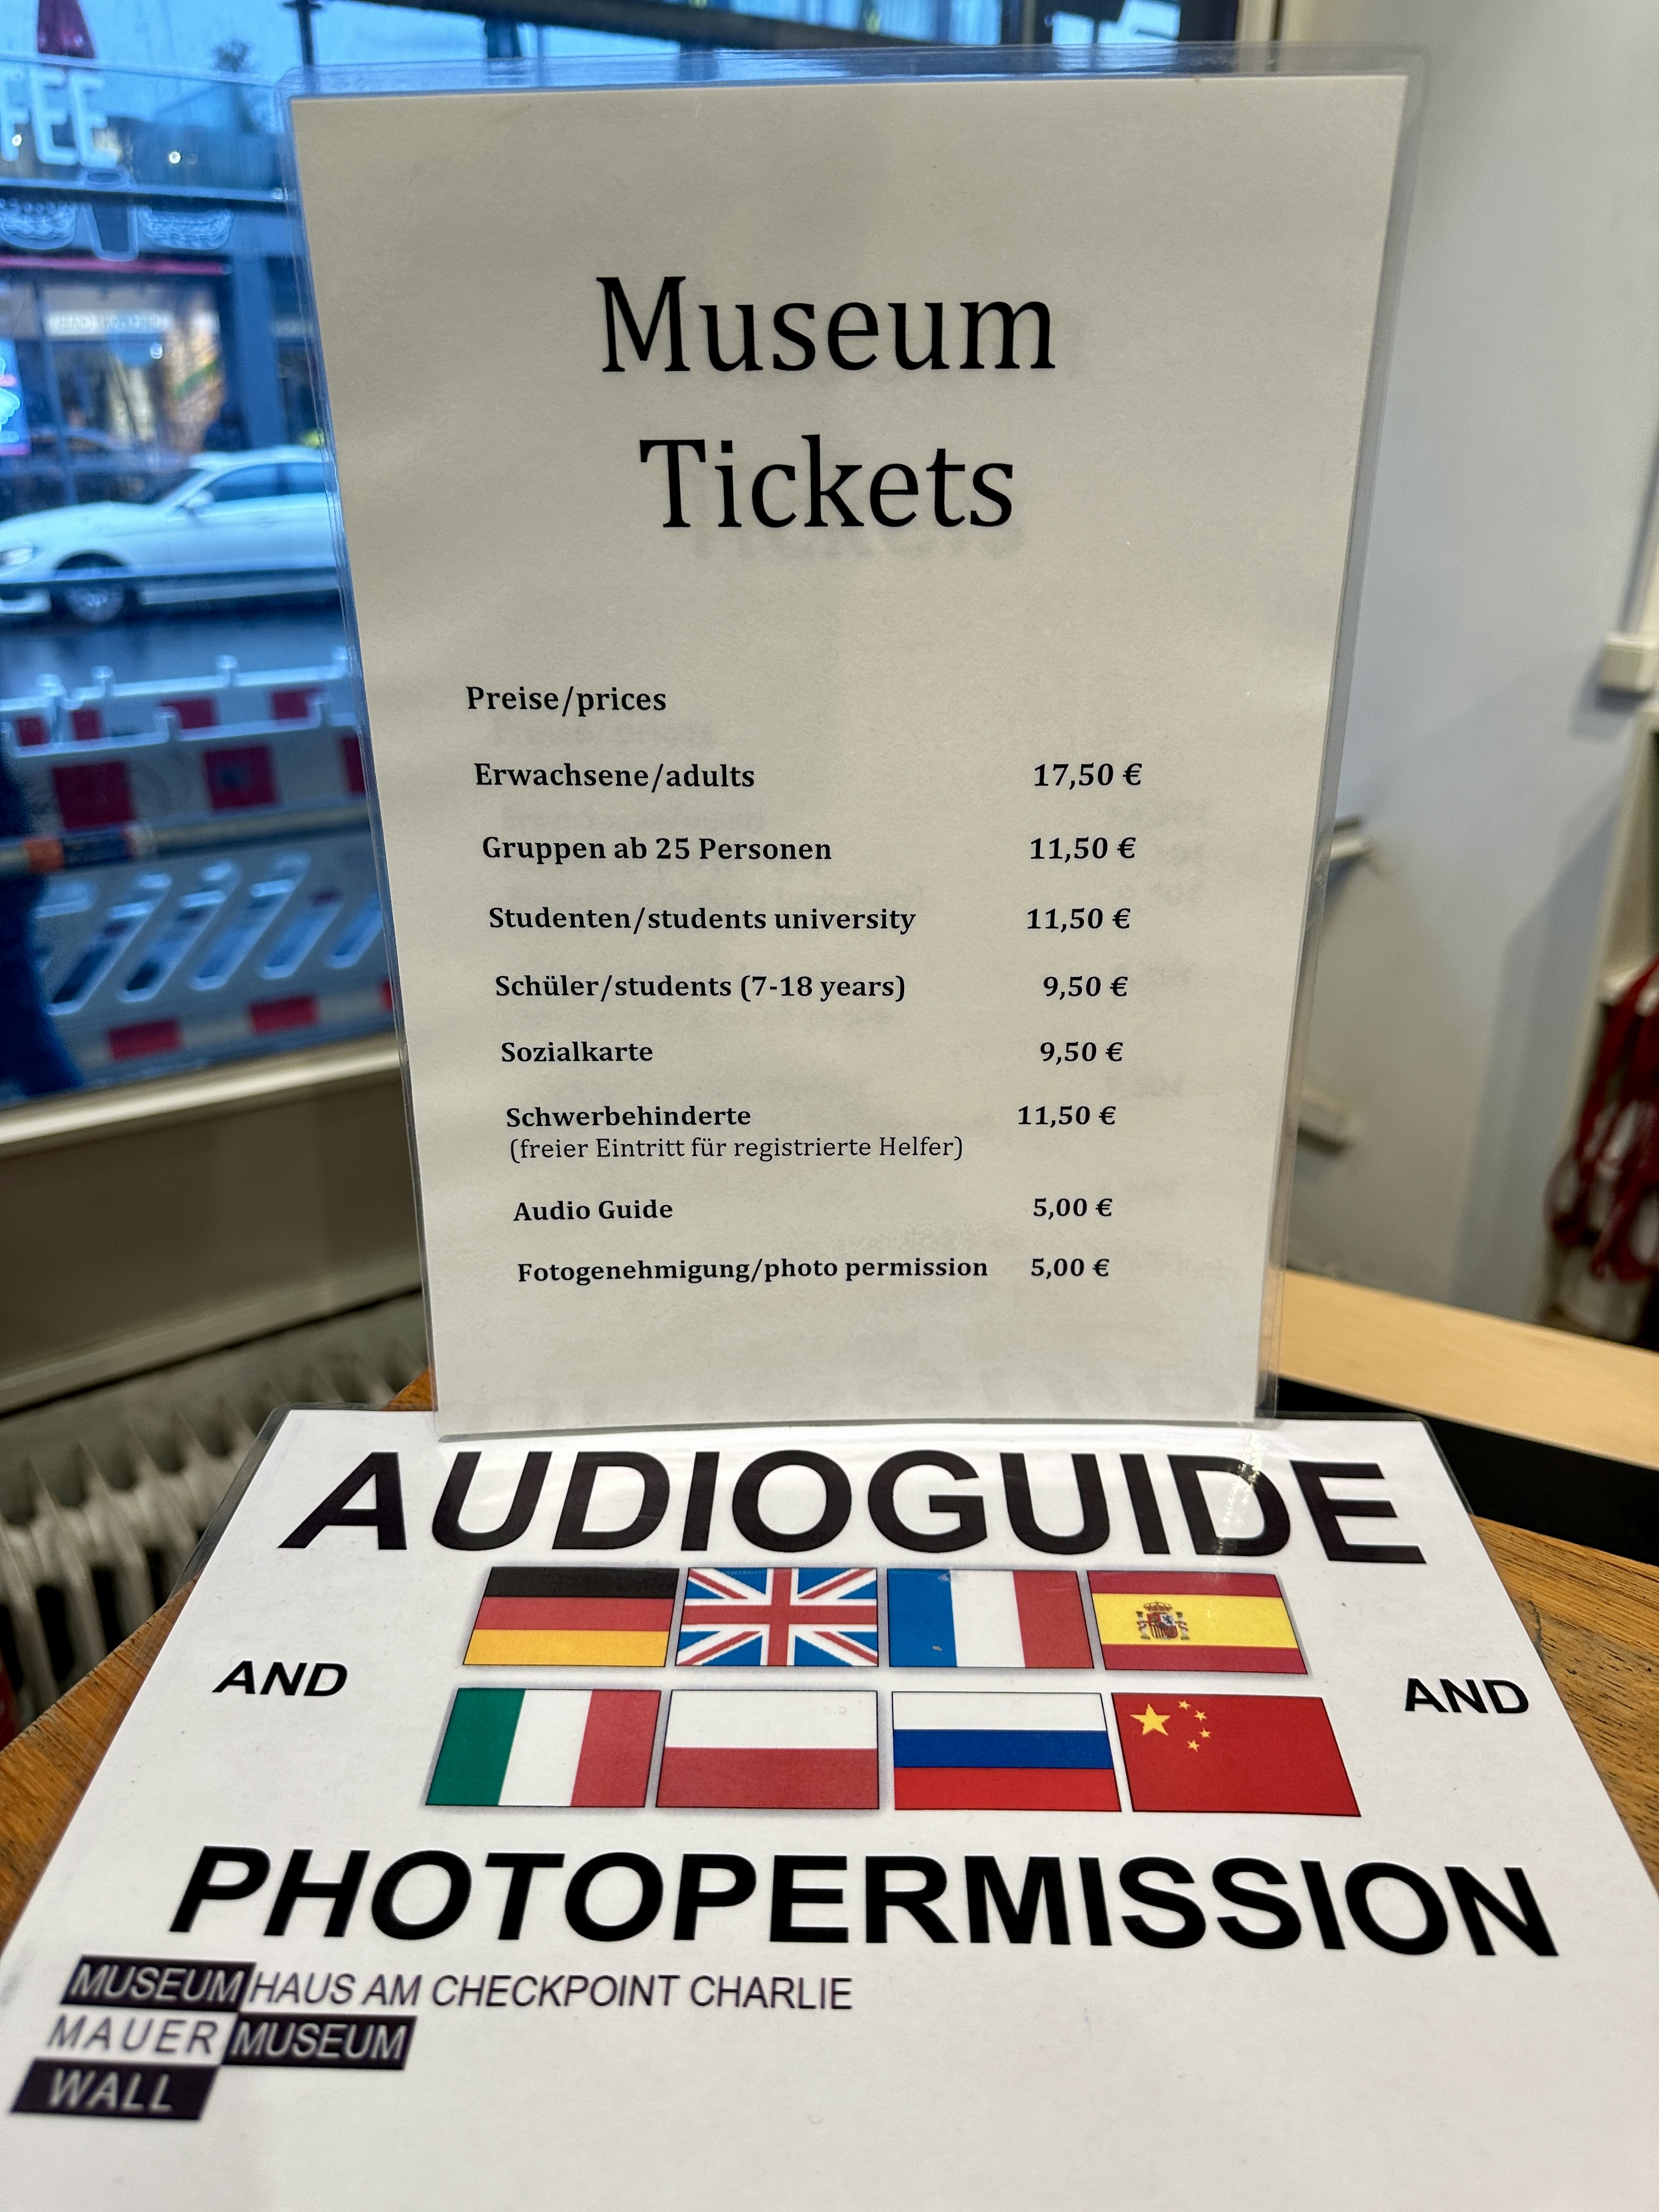 FEE
Museum
Tickets
Preise/prices
Erwachsene/adults 17,50 €
Gruppen ab 25 Personen 11,50 €
Studenten/students university 11,50 €
Schüler/students (7-18 years) 9,50 €
Sozialkarte 9,50 €
Schwerbehinderte 11,50 €
(freier Eintritt für registrierte Helfer)
Audio Guide 5,00 €
Fotogenehmigung/photo permission 5,00 €
AUDIOGUIDE
AND AND
PHOTOPERMISSION
MUSEUM HAUS AM CHECKPOINT CHARLIE
MAUER MUSEUM
WALL